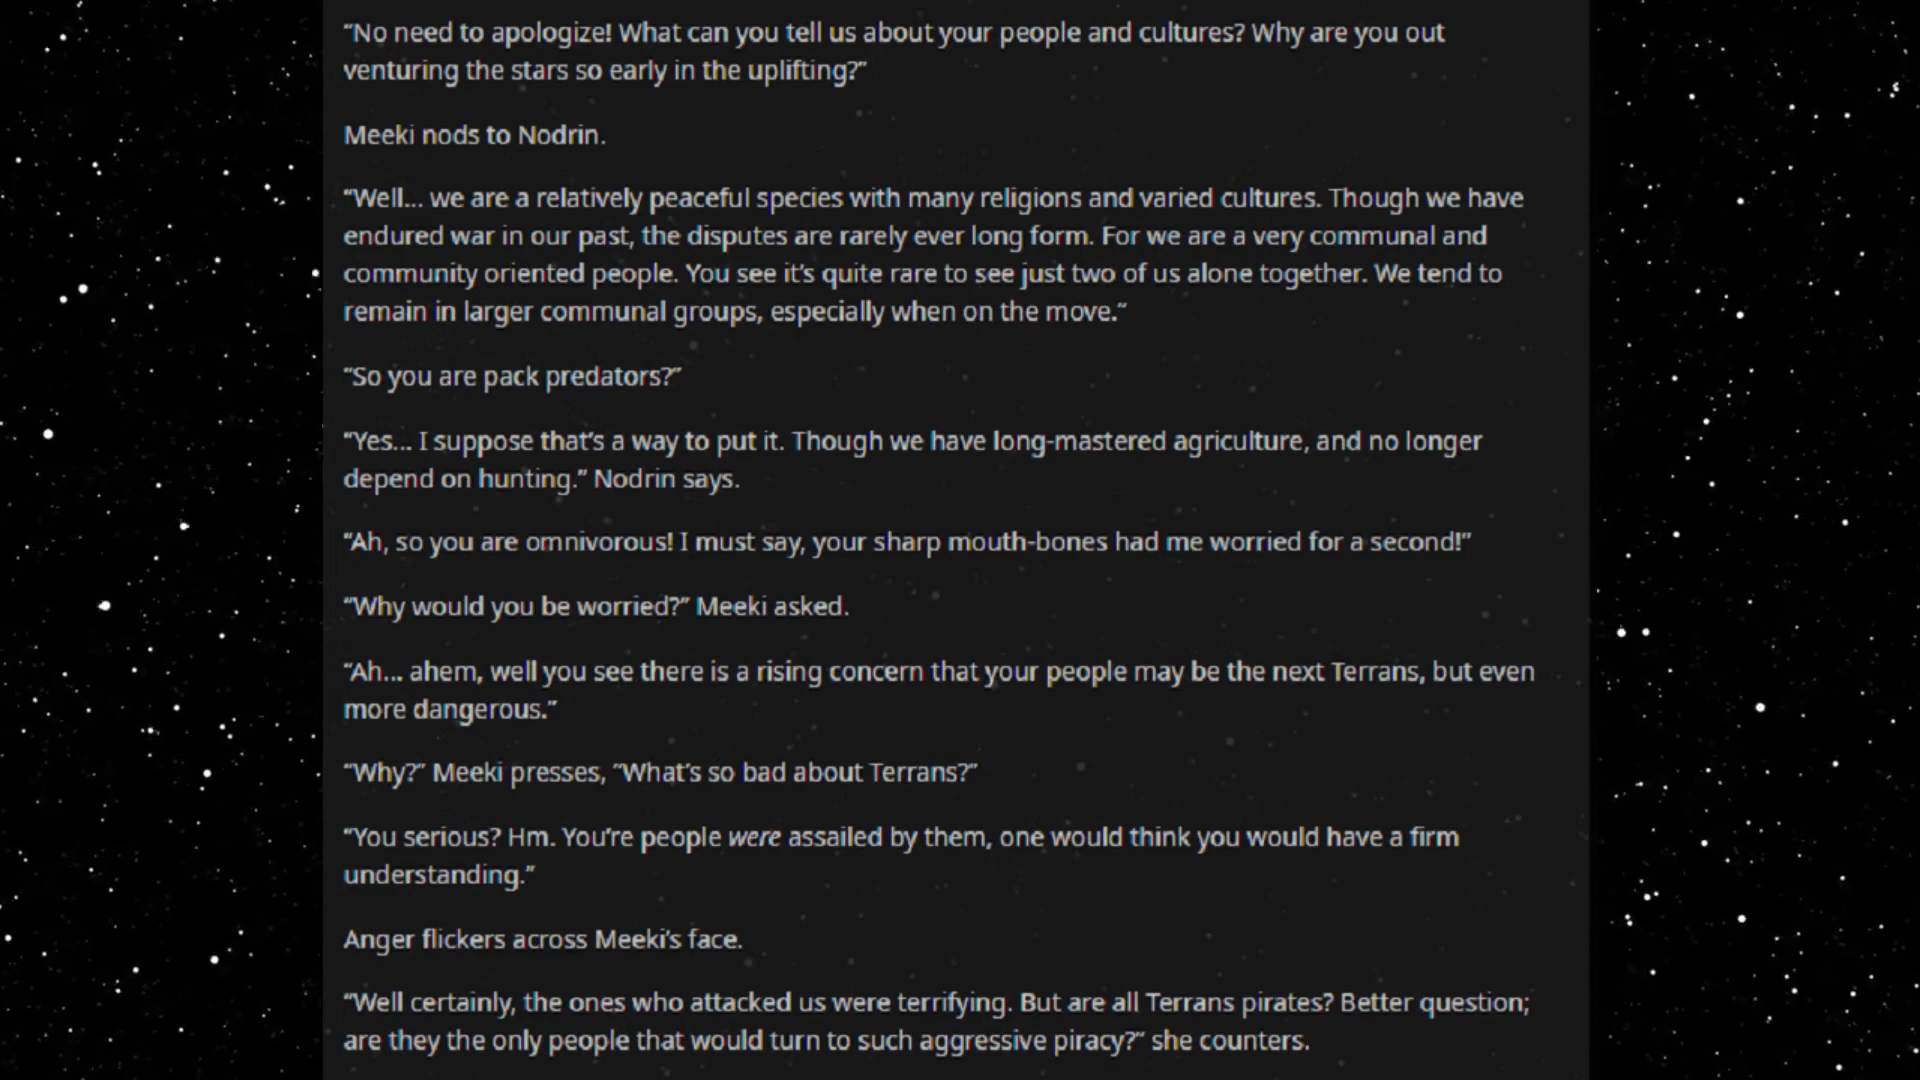 “No need to apologize! What can you tell us about your people and cultures? Why are you out
venturing the stars so early in the uplifting?”
Meeki nods to Nodrin.
“Well... we are a relatively peaceful species with many religions and varied cultures. Though we have
endured war in our past, the disputes are rarely ever long form. For we are a very communal and
community oriented people. You see it’s quite rare to see just two of us alone together. We tend to
remain in larger communal groups, especially when on the move.“
“So you are pack predators?”
“Yes... I suppose that’s a way to put it. Though we have long-mastered agriculture, and no longer
depend on hunting.” Nodrin says.
“Ah, so you are omnivorous! I must say, your sharp mouth-bones had me worried for a second!”
“Why would you be worried?” Meeki asked.
“Ah... ahem, well you see there is a rising concern that your people may be the next Terrans, but even
more dangerous.”
“Why?” Meeki presses, “What’s so bad about Terrans?”
“You serious? Hm. You’re people were assailed by them, one would think you would have a firm
understanding.”
Anger flickers across Meeki’s face.
“Well certainly, the ones who attacked us were terrifying. But are all Terrans pirates? Better question;
are they the only people that would turn to such aggressive piracy?” she counters.